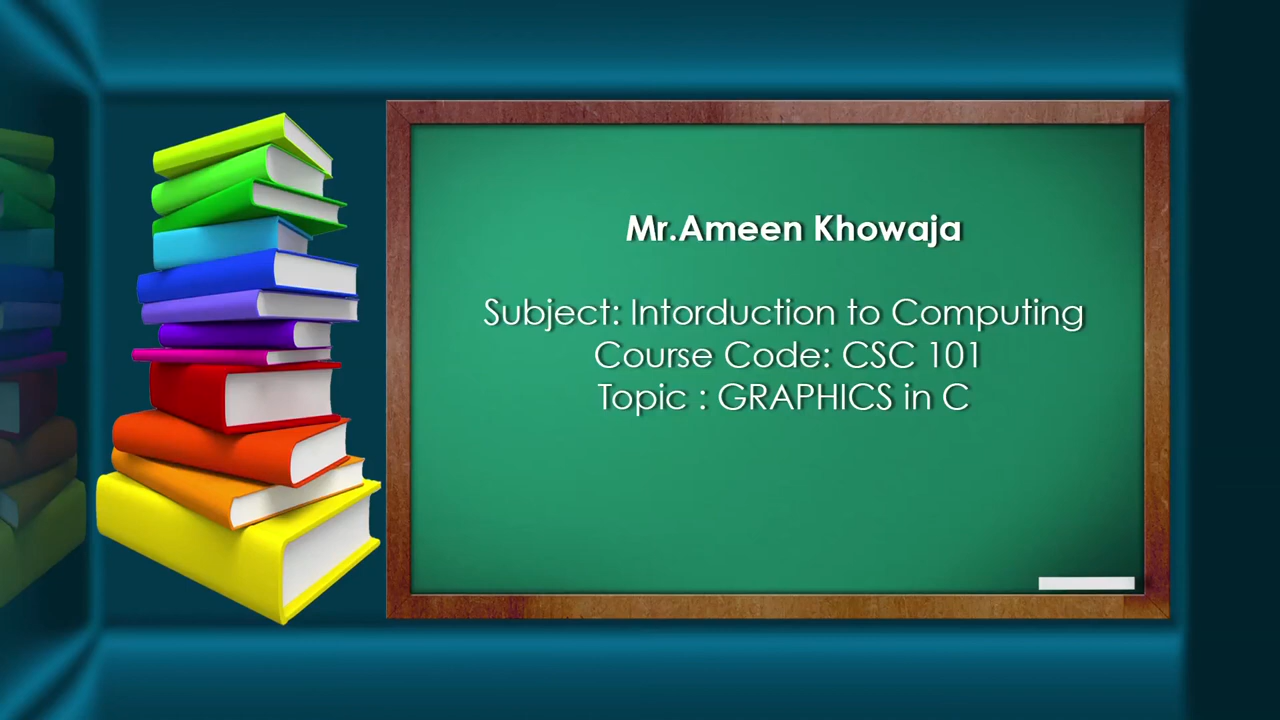 Mr.Ameen Khowaja
Subject: Intorduction to Computing
Course Code: CSC 101
Topic : GRAPHICS in C